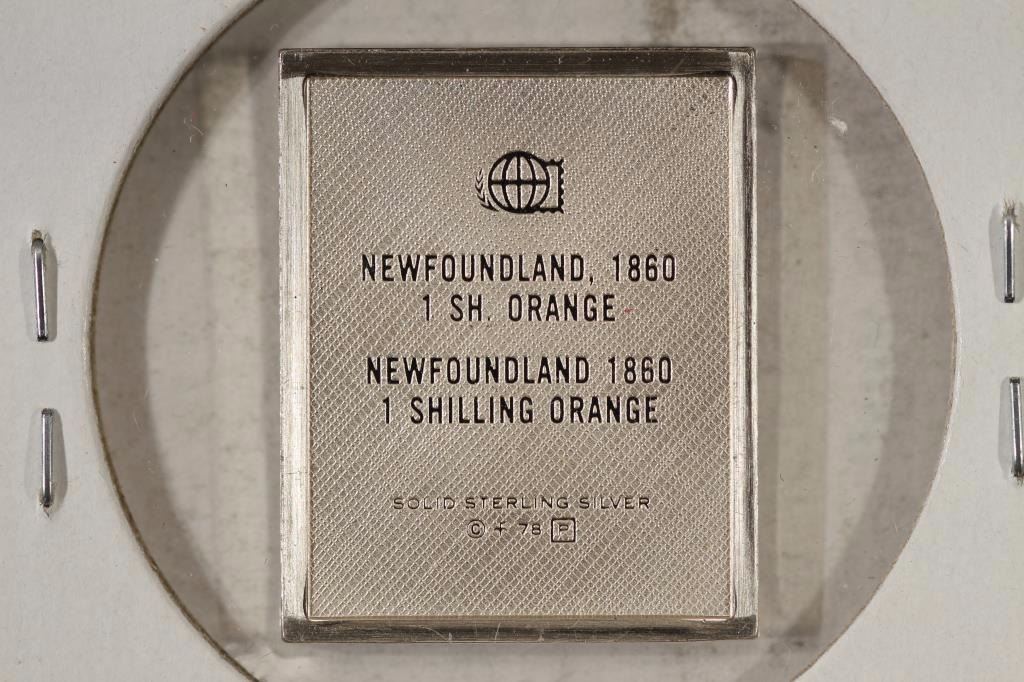 NEWFOUNDLAND, 1860
1 SH. ORANGE
NEWFOUNDLAND 1860
1 SHILLING ORANGE
SOLID STERLING SILVER
© f 78 P